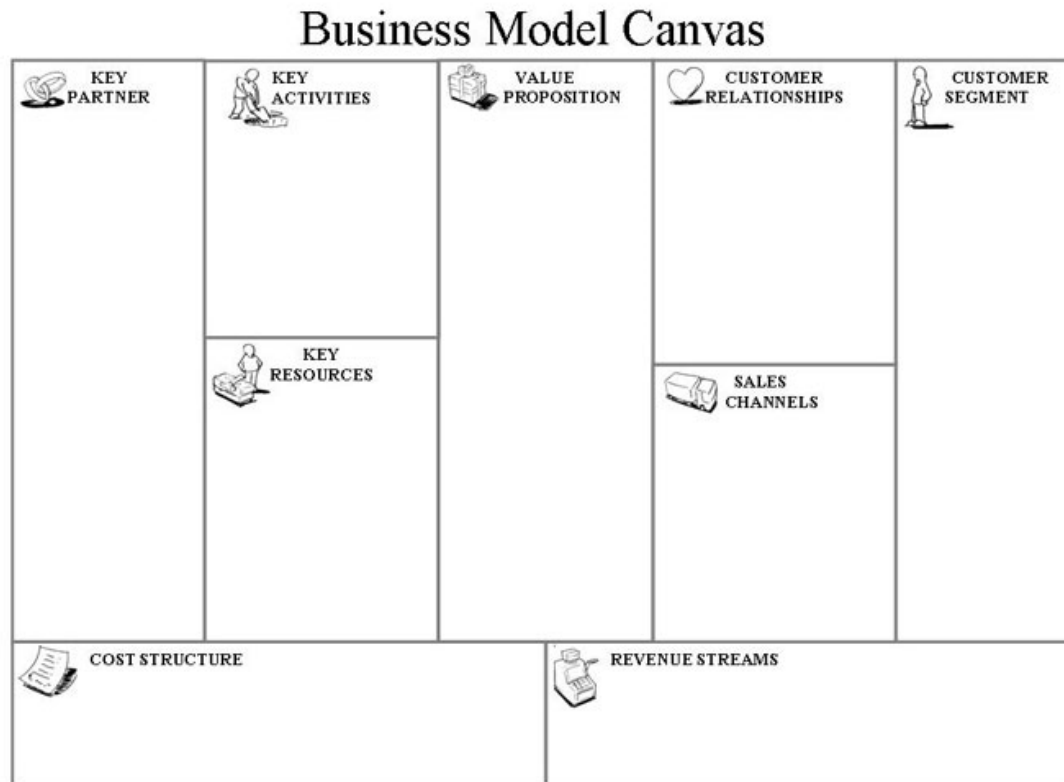 Business Model Canvas
KEY
PARTNER
KEY
ACTIVITIES
VALUE
PROPOSITION
CUSTOMER
RELATIONSHIPS
CUSTOMER
SEGMENT
KEY
RESOURCES
SALES
CHANNELS
COST STRUCTURE
REVENUE STREAMS